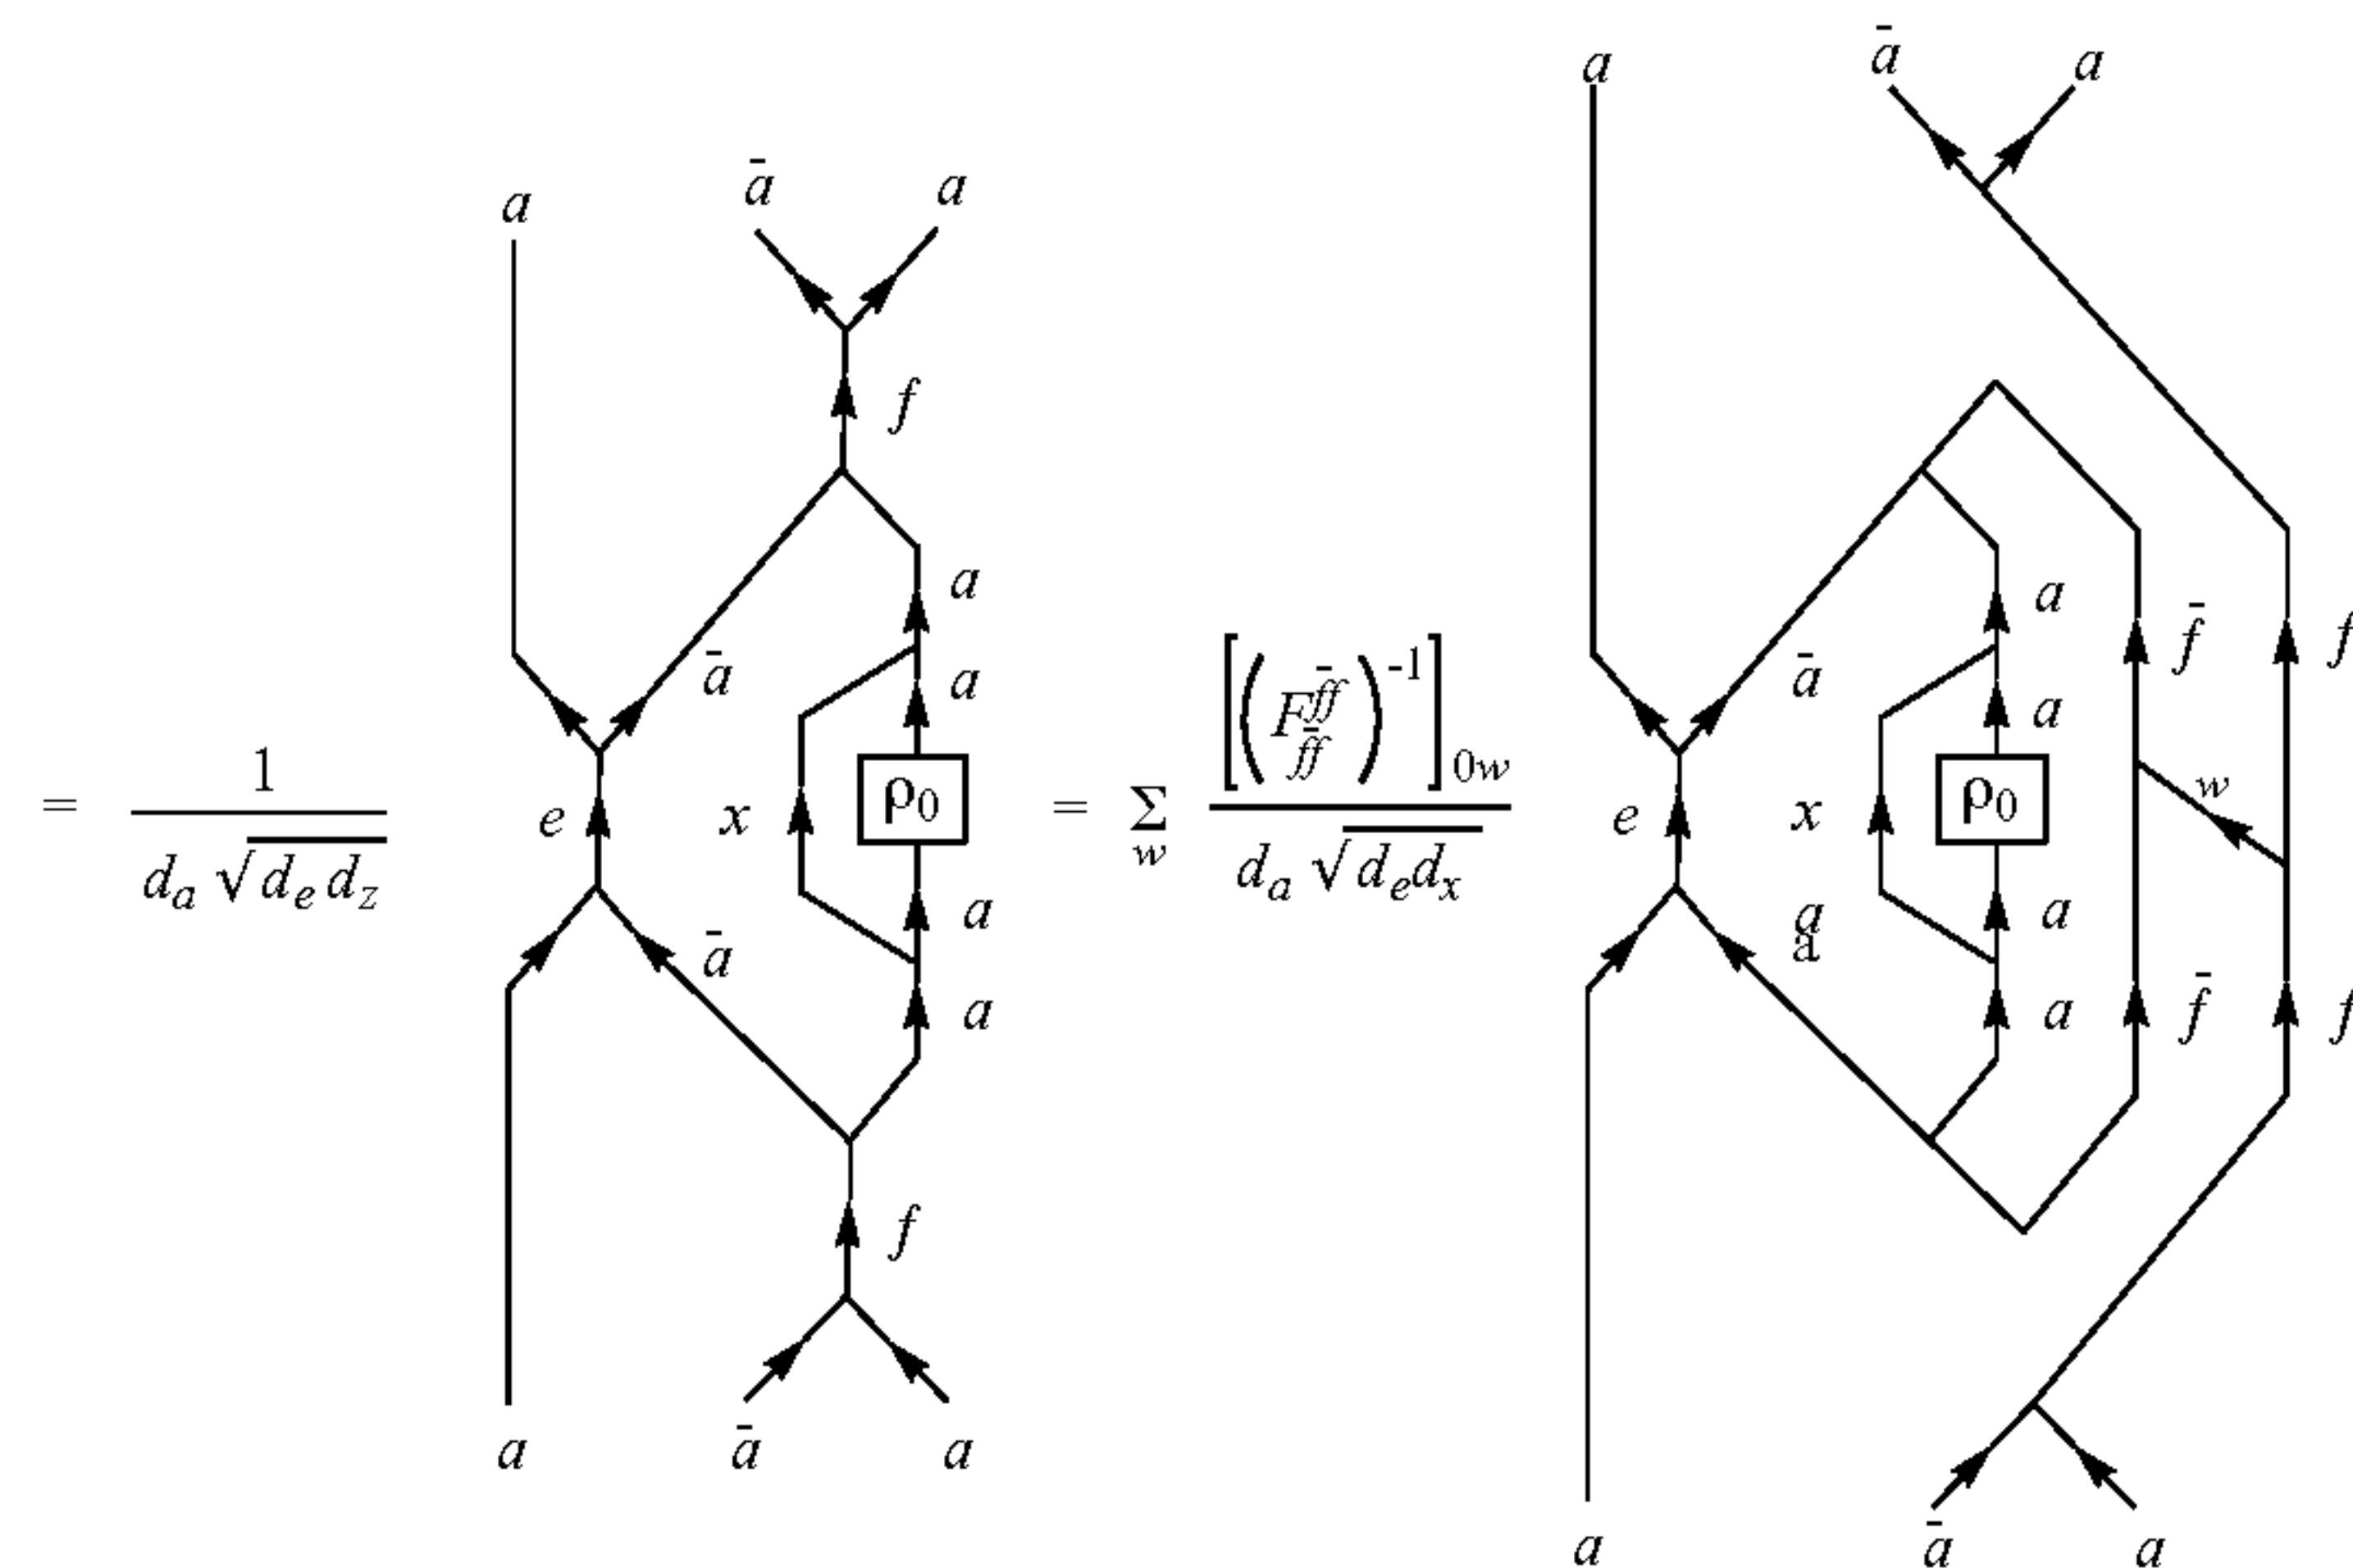 ā a
a
ā a
a
f
a
a
ā
a
f̄ f
a
ā
a
= 1 / (d_a √(d_e d_z))
e x ρ₀
= Σ_w [(F^{f f̄ f}_{f})^{-1}]_{0w} / (d_a √(d_e d_x))
e x ρ₀
w
ā
a
a
a
a
a
a
f̄ f
f
a ā a
a ā a